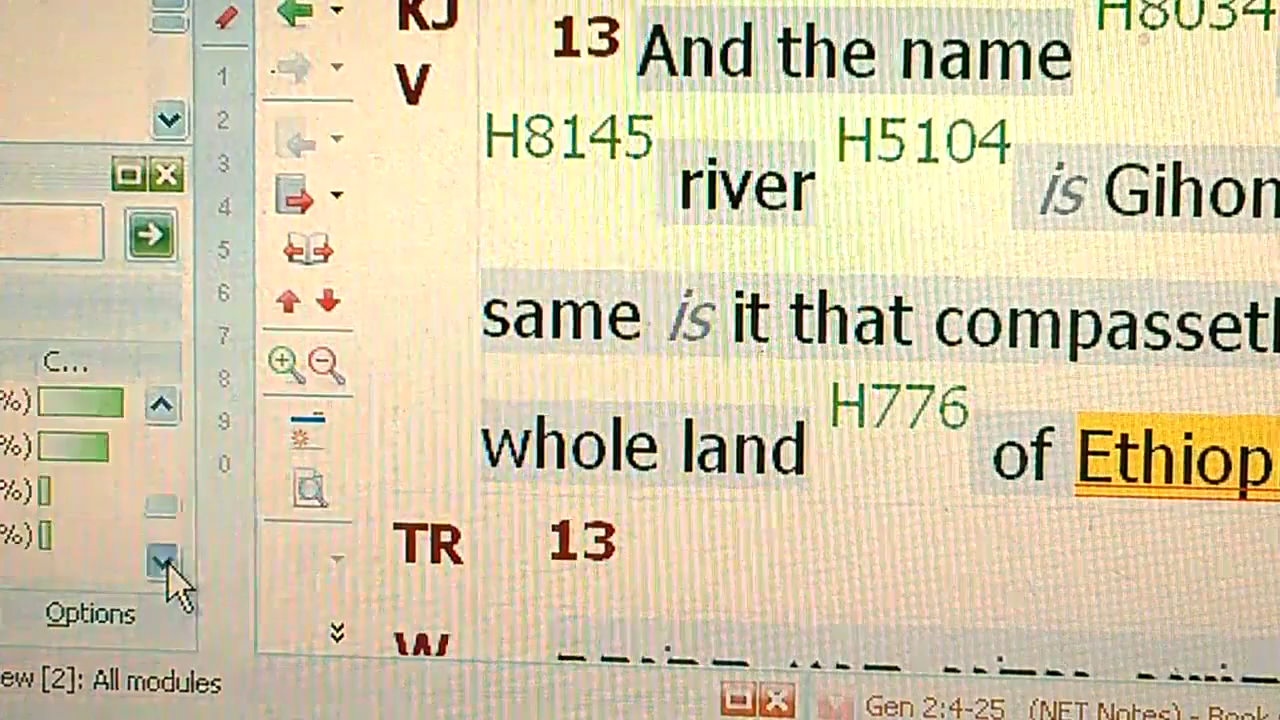 KJ
V
13 And the name H8034
H8145 river H5104 is Gihon
same is it that compasseth
whole land H776 of Ethiop
TR 13
W
1
2
3
4
5
6
7
8
9
0
C...
%)
%)
%)
%)
Options
ew [2]: All modules
Gen 2:4-25 (NET Notes) - Book